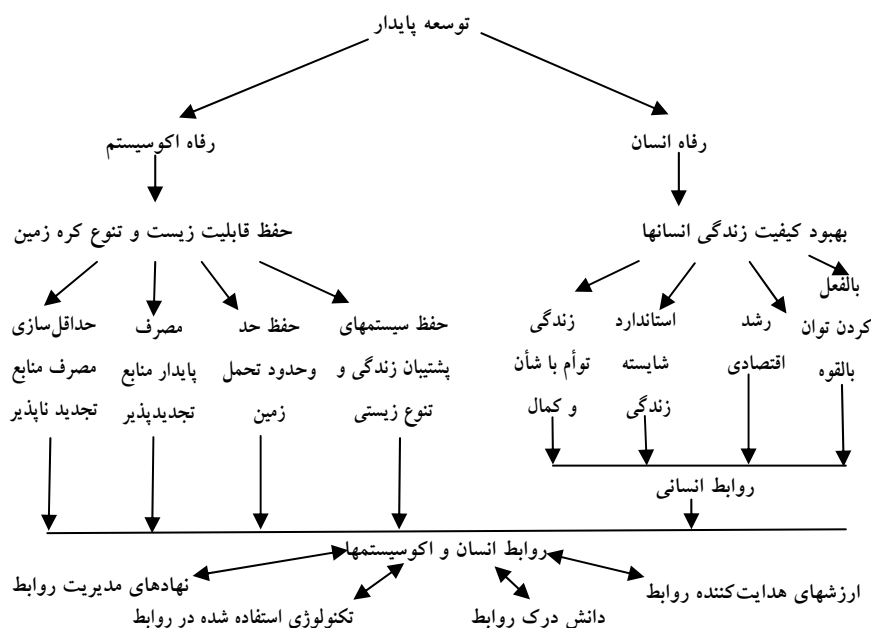 توسعه پایدار
رفاه انسان
رفاه اکوسیستم
بهبود کیفیت زندگی انسانها
حفظ قابلیت زیست و تنوع کره زمین
بالفعل
کردن توان
بالقوه
رشد
اقتصادی
استاندارد
شایسته
زندگی
زندگی
توأم با شأن
و کمال
حفظ سیستمهای
پشتیبان زندگی و
تنوع زیستی
حفظ حد
وحدود تحمل
زمین
مصرف
پایدار منابع
تجدیدپذیر
حداقل‌سازی
مصرف منابع
تجدید ناپذیر
روابط انسانی
روابط انسان و اکوسیستمها
ارزشهای هدایت‌کننده روابط
دانش درک روابط
تکنولوژی استفاده شده در روابط
نهادهای مدیریت روابط